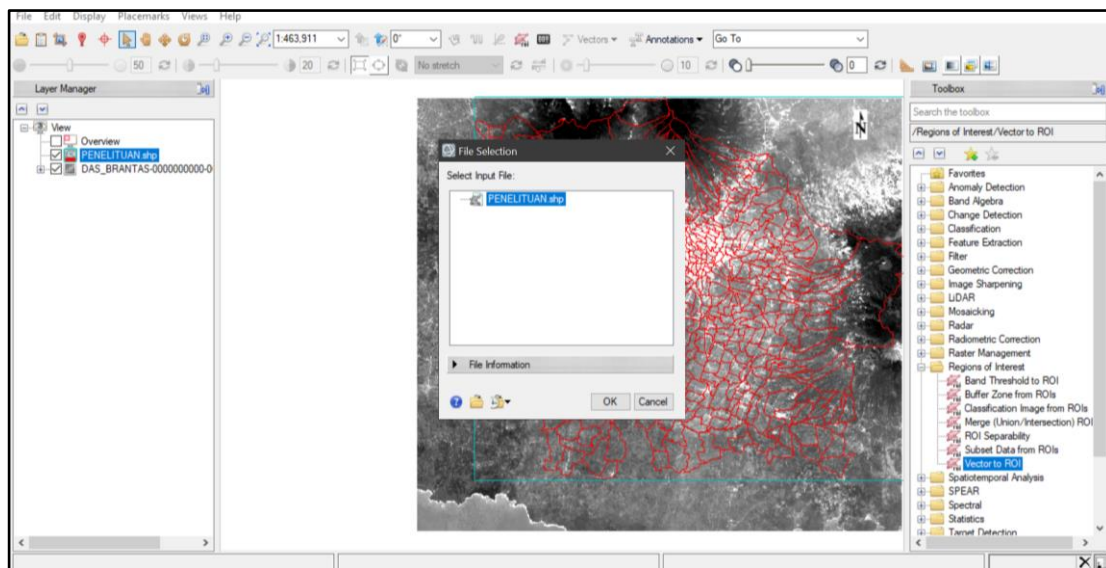 File Edit Display Placemarks Views Help
1:463,911 0° Vectors Annotations Go To
50 20 No stretch 10 0
Layer Manager
View
Overview
PENELITUAN.shp
DAS_BRANTAS-0000000000-0
N
File Selection
Select Input File:
PENELITUAN.shp
File Information
OK Cancel
Toolbox
Search the toolbox
/Regions of Interest/Vector to ROI
Favorites
Anomaly Detection
Band Algebra
Change Detection
Classification
Feature Extraction
Filter
Geometric Correction
Image Sharpening
LiDAR
Mosaicking
Radar
Radiometric Correction
Raster Management
Regions of Interest
Band Threshold to ROI
Buffer Zone from ROIs
Classification Image from ROIs
Merge (Union/Intersection) ROI
ROI Separability
Subset Data from ROIs
Vector to ROI
Spatiotemporal Analysis
SPEAR
Spectral
Statistics
Target Detection